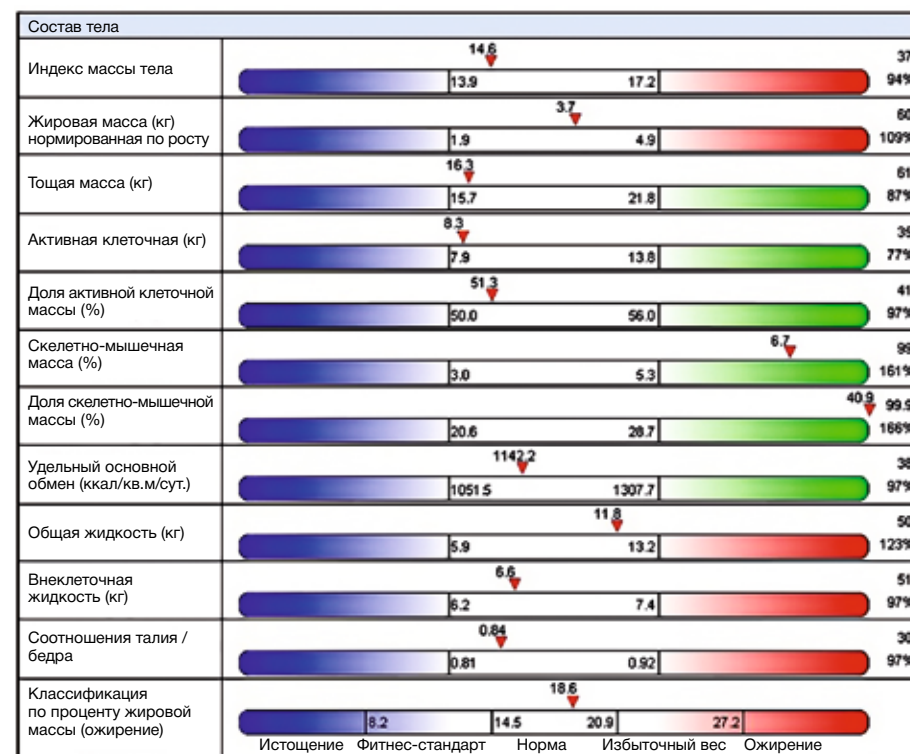 Состав тела
Индекс массы тела
14.6
13.9 17.2
37
94%
Жировая масса (кг)
нормированная по росту
3.7
1.9 4.9
60
109%
Тощая масса (кг)
16.3
15.7 21.8
61
87%
Активная клеточная (кг)
8.3
7.9 13.8
39
77%
Доля активной клеточной
массы (%)
51.3
50.0 56.0
41
97%
Скелетно-мышечная
масса (%)
6.7
3.0 5.3
99
161%
Доля скелетно-мышечной
массы (%)
40.9
20.6 28.7
99.9
166%
Удельный основной
обмен (ккал/кв.м/сут.)
1142.2
1051.5 1307.7
38
97%
Общая жидкость (кг)
11.8
5.9 13.2
50
123%
Внеклеточная
жидкость (кг)
6.6
6.2 7.4
51
97%
Соотношения талия /
бедра
0.84
0.81 0.92
30
97%
Классификация
по проценту жировой
массы (ожирение)
18.6
8.2 14.5 20.9 27.2
Истощение Фитнес-стандарт Норма Избыточный вес Ожирение